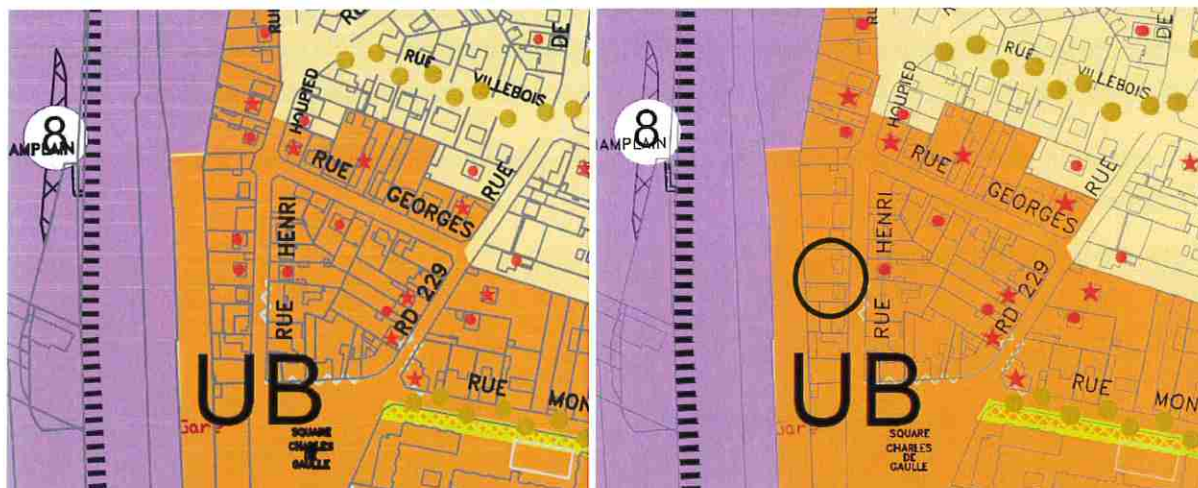 RU
DE
RUE
VILLEBOIS
HOUPIED
8
AMPLAIN
RUE
GEORGES
RUE
HENRI
RUE
RD 229
UB
RUE
MON
Gare
SQUARE
CHARLES
DE
GAULLE
RU
DE
RUE
VILLEBOIS
HOUPIED
8
AMPLAIN
RUE
GEORGES
RUE
HENRI
RUE
RD 229
UB
RUE
MON
Gare
SQUARE
CHARLES
DE
GAULLE